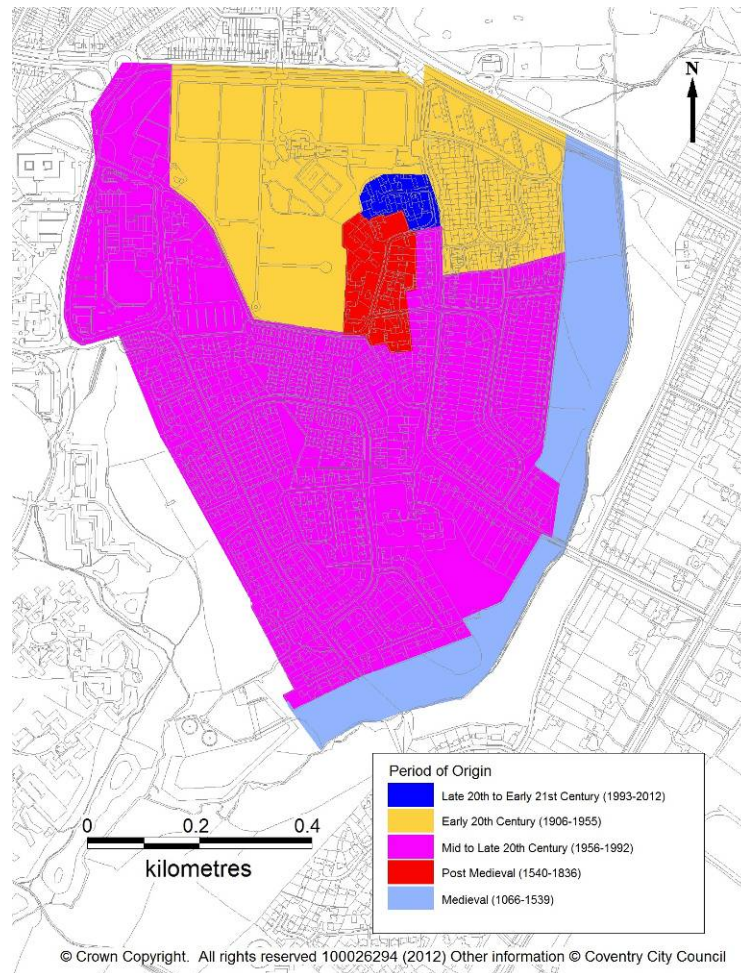 N
Period of Origin
Late 20th to Early 21st Century (1993-2012)
Early 20th Century (1906-1955)
Mid to Late 20th Century (1956-1992)
Post Medieval (1540-1836)
Medieval (1066-1539)
0 0.2 0.4
kilometres
© Crown Copyright. All rights reserved 100026294 (2012) Other information © Coventry City Council